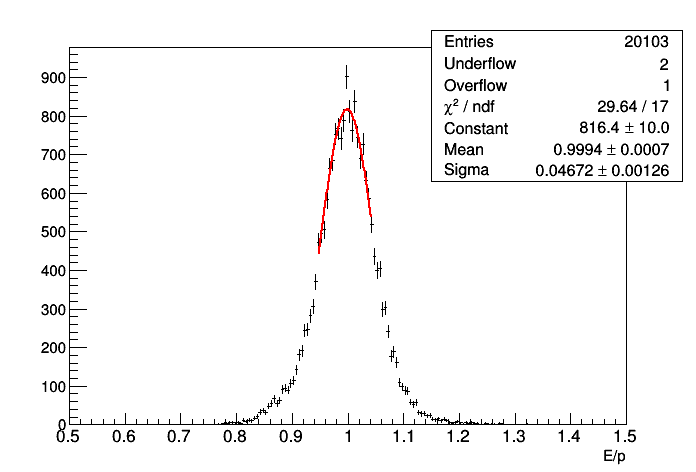 Entries 20103
Underflow 2
Overflow 1
χ² / ndf 29.64 / 17
Constant 816.4 ± 10.0
Mean 0.9994 ± 0.0007
Sigma 0.04672 ± 0.00126
900
800
700
600
500
400
300
200
100
0
0.5 0.6 0.7 0.8 0.9 1 1.1 1.2 1.3 1.4 1.5
E/p